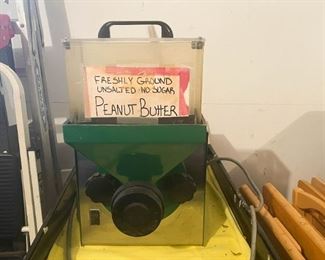 FRESHLY GROUND
UNSALTED NO SUGAR
PEANUT BUTTER